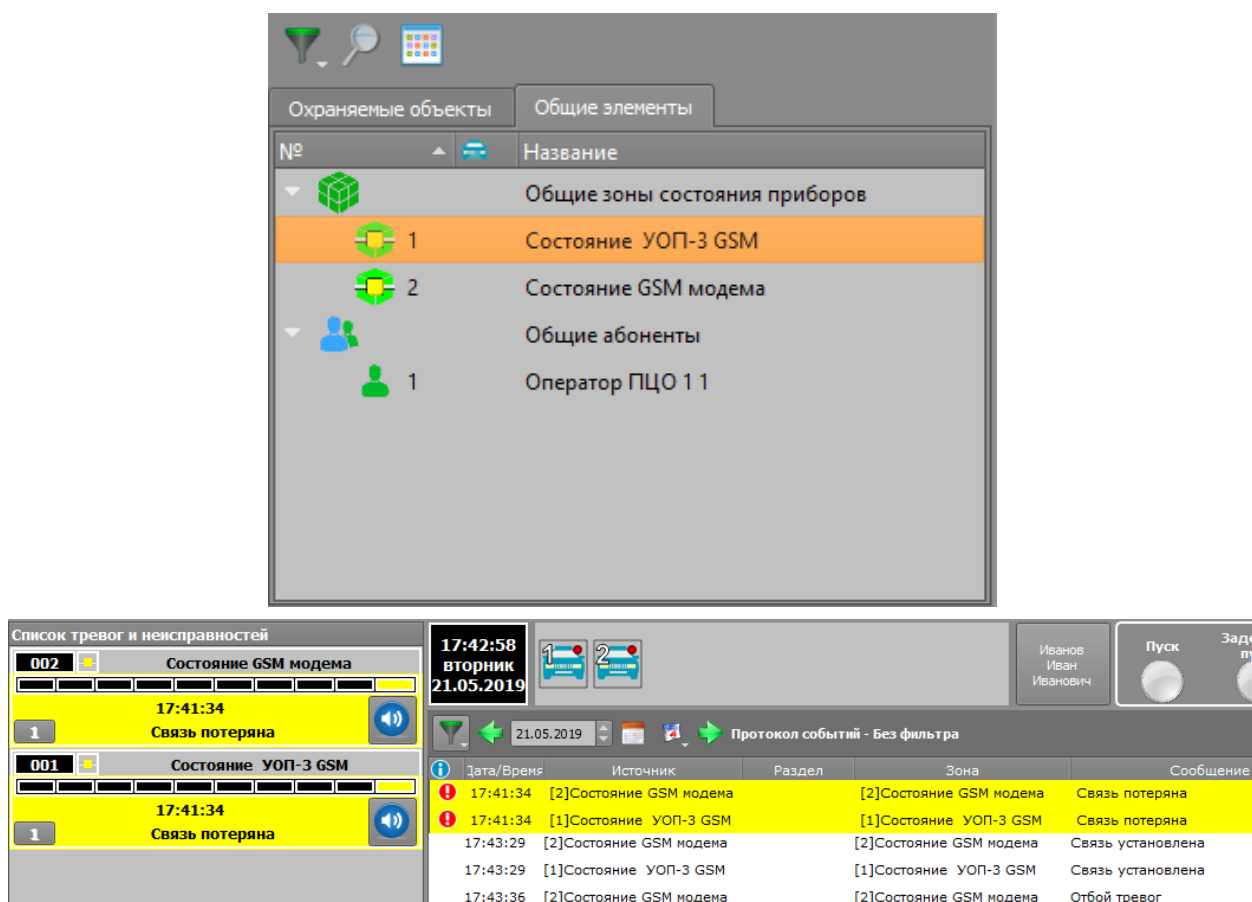 Охраняемые объекты Общие элементы
№ Название
Общие зоны состояния приборов
1 Состояние УОП-3 GSM
2 Состояние GSM модема
Общие абоненты
1 Оператор ПЦО 1 1
Список тревог и неисправностей
002 Состояние GSM модема
17:41:34
1 Связь потеряна
001 Состояние УОП-3 GSM
17:41:34
1 Связь потеряна
17:42:58
вторник
21.05.2019
1 2
Иванов
Иван
Иванович
Пуск
21.05.2019 Протокол событий - Без фильтра
Дата/Время Источник Раздел Зона Сообщение
17:41:34 [2]Состояние GSM модема [2]Состояние GSM модема Связь потеряна
17:41:34 [1]Состояние УОП-3 GSM [1]Состояние УОП-3 GSM Связь потеряна
17:43:29 [2]Состояние GSM модема [2]Состояние GSM модема Связь установлена
17:43:29 [1]Состояние УОП-3 GSM [1]Состояние УОП-3 GSM Связь установлена
17:43:36 [2]Состояние GSM модема [2]Состояние GSM модема Отбой тревог